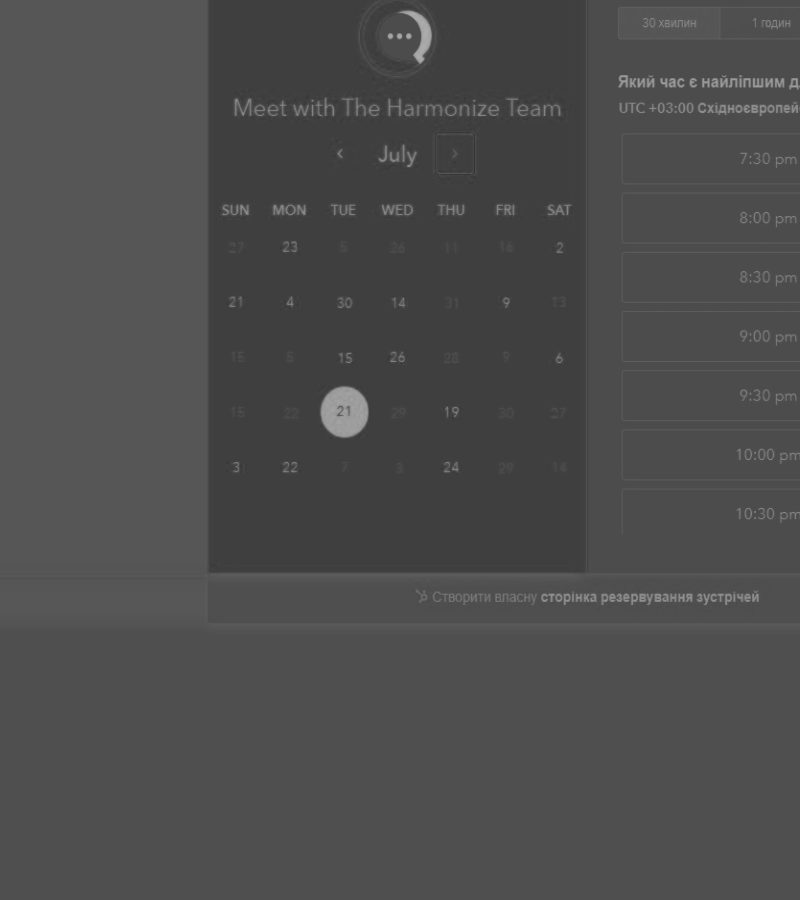 30 хвилин 1 годин
Meet with The Harmonize Team
July
Який час є найліпшим д
UTC +03:00 Східноєвропей
SUN MON TUE WED THU FRI SAT
27 23 5 26 11 16 2
21 4 30 14 31 9 13
15 5 15 26 28 9 6
15 22 21 29 19 30 27
3 22 7 3 24 29 14
7:30 pm
8:00 pm
8:30 pm
9:00 pm
9:30 pm
10:00 pm
10:30 pm
Створити власну сторінка резервування зустрічей